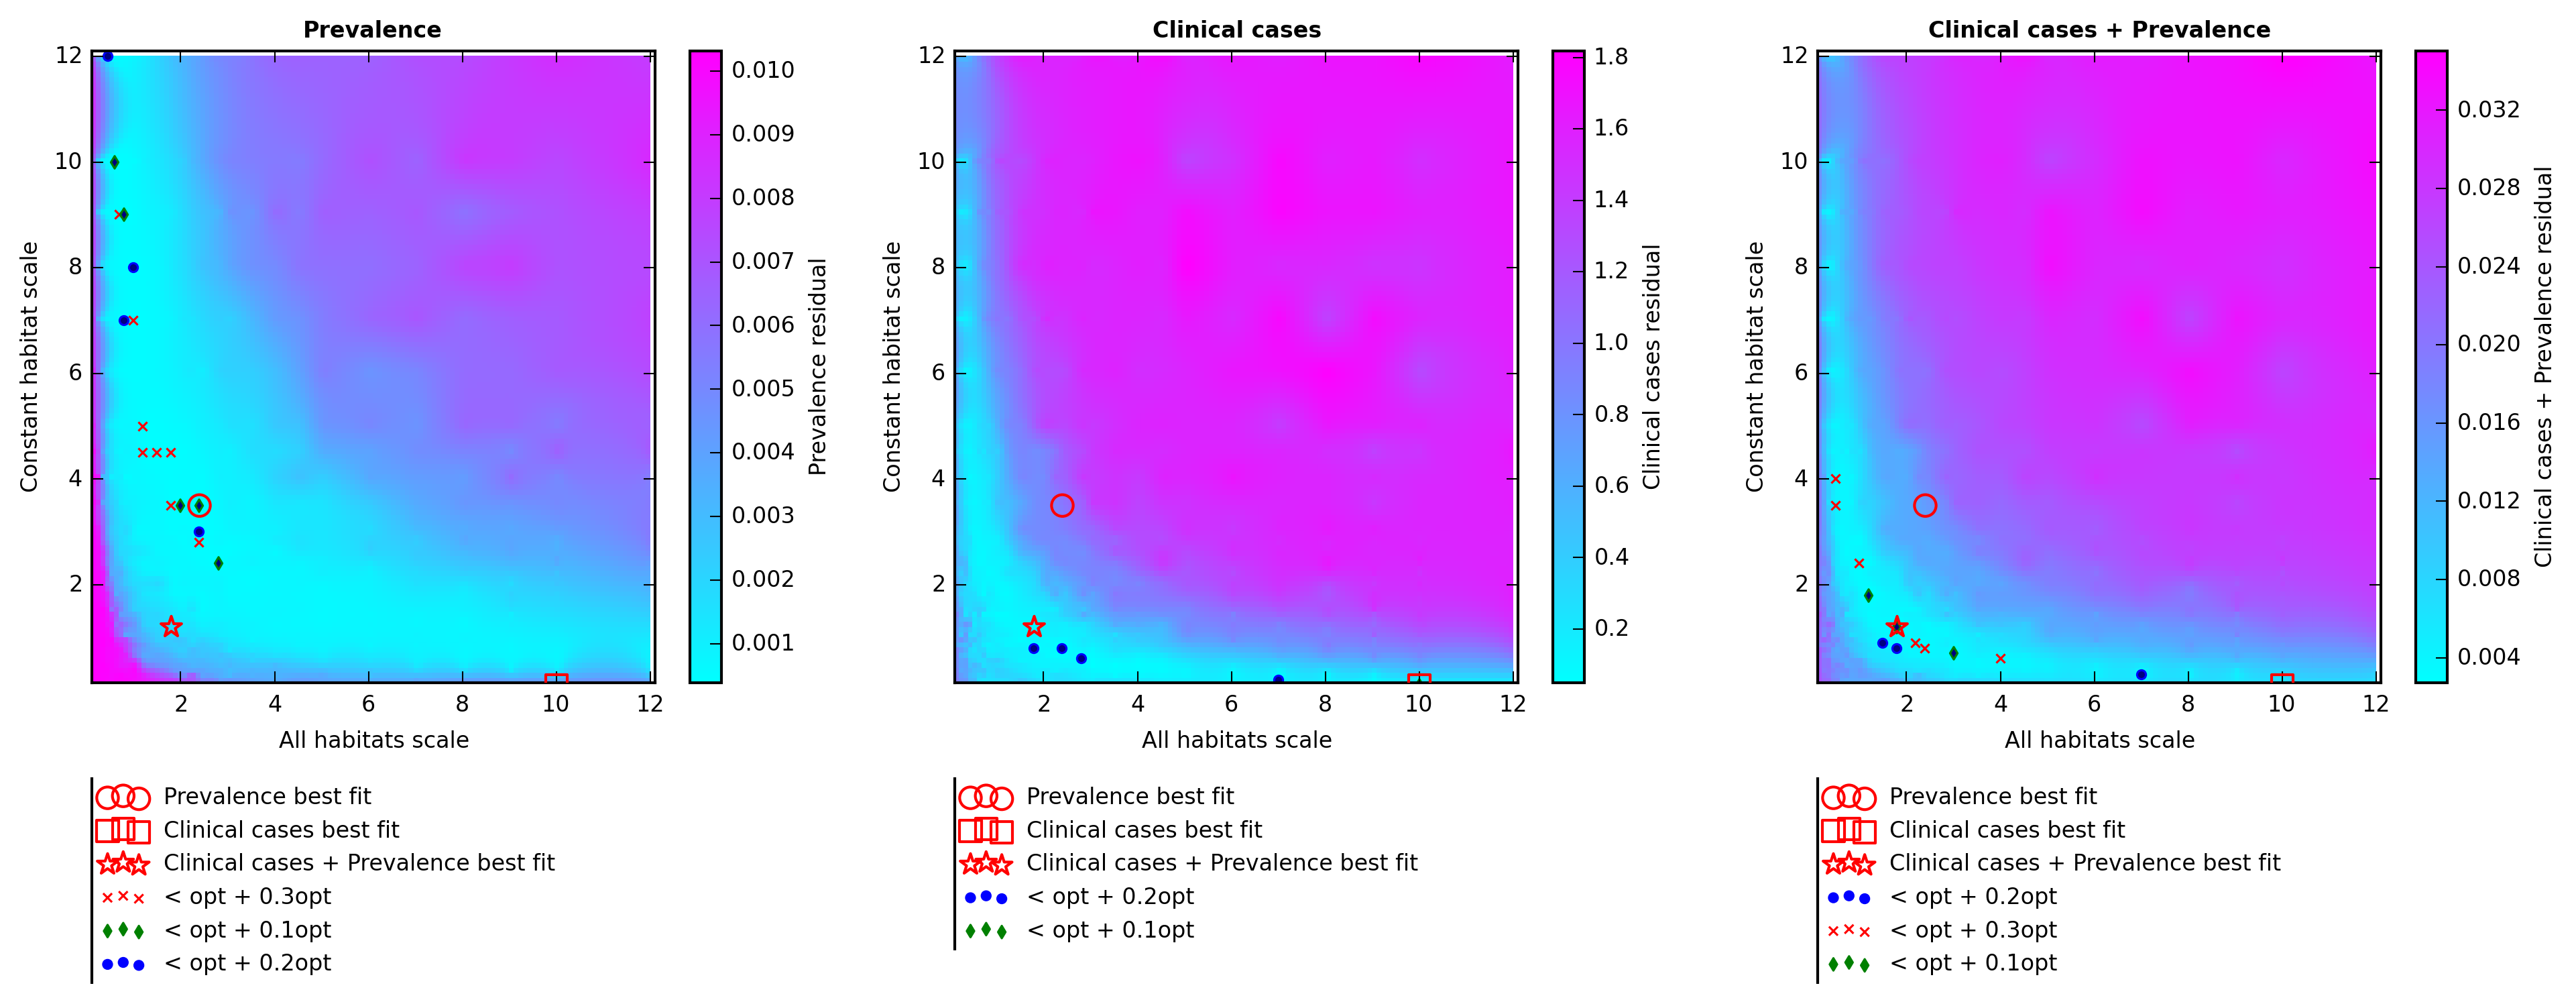 Prevalence
12
10
8
6
4
2
2 4 6 8 10 12
Constant habitat scale
All habitats scale
0.010
0.009
0.008
0.007
0.006
0.005
0.004
0.003
0.002
0.001
Prevalence residual
Prevalence best fit
Clinical cases best fit
Clinical cases + Prevalence best fit
< opt + 0.3opt
< opt + 0.1opt
< opt + 0.2opt
Clinical cases
12
10
8
6
4
2
2 4 6 8 10 12
Constant habitat scale
All habitats scale
1.8
1.6
1.4
1.2
1.0
0.8
0.6
0.4
0.2
Clinical cases residual
Prevalence best fit
Clinical cases best fit
Clinical cases + Prevalence best fit
< opt + 0.2opt
< opt + 0.1opt
Clinical cases + Prevalence
12
10
8
6
4
2
2 4 6 8 10 12
Constant habitat scale
All habitats scale
0.032
0.028
0.024
0.020
0.016
0.012
0.008
0.004
Clinical cases + Prevalence residual
Prevalence best fit
Clinical cases best fit
Clinical cases + Prevalence best fit
< opt + 0.2opt
< opt + 0.3opt
< opt + 0.1opt